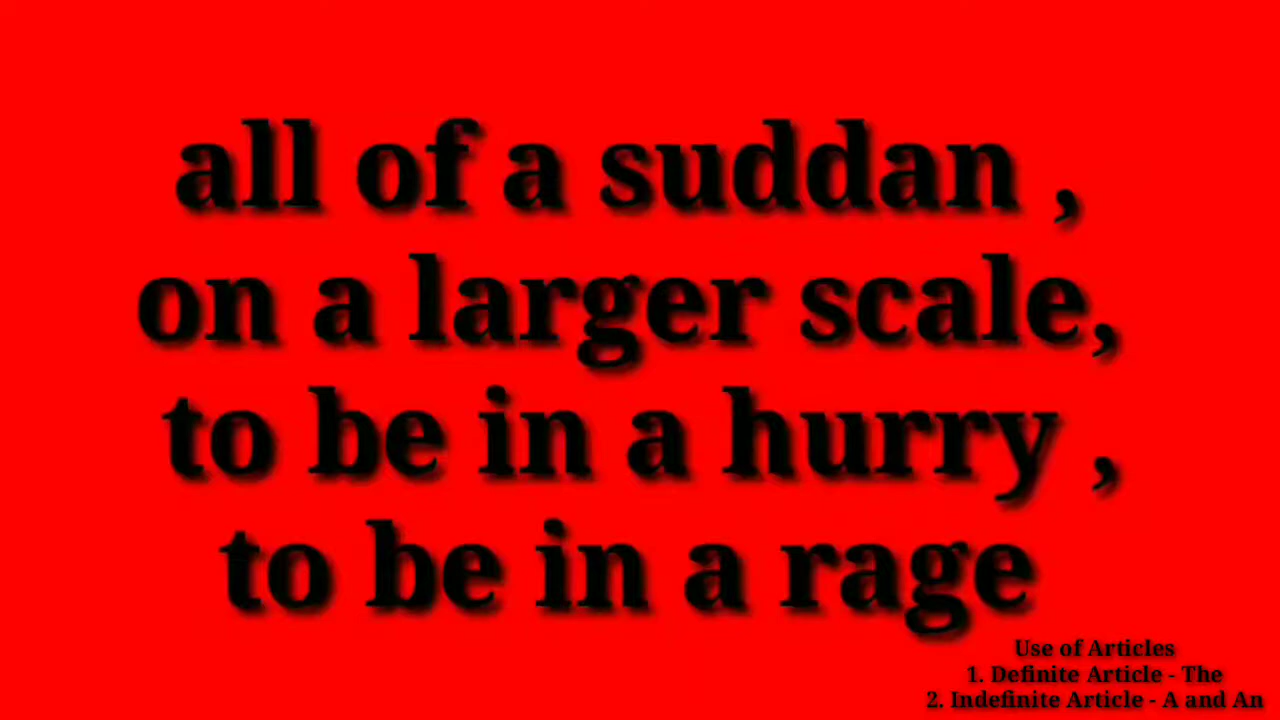 all of a suddan ,
on a larger scale,
to be in a hurry ,
to be in a rage
Use of Articles
1. Definite Article - The
2. Indefinite Article - A and An